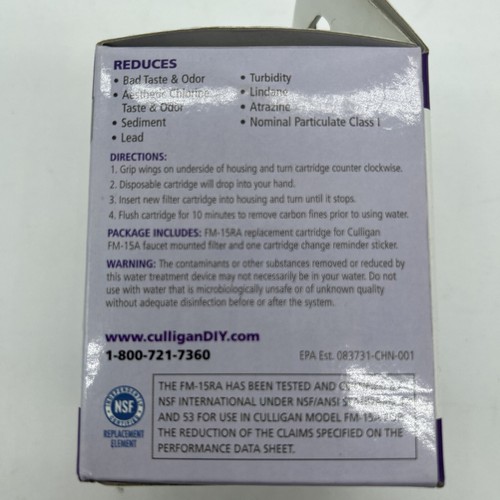 REDUCES
• Bad Taste & Odor
• Aesthetic Chlorine
Taste & Odor
• Sediment
• Lead
• Turbidity
• Lindane
• Atrazine
• Nominal Particulate Class I
DIRECTIONS:
1. Grip wings on underside of housing and turn cartridge counter clockwise.
2. Disposable cartridge will drop into your hand.
3. Insert new filter cartridge into housing and turn until it stops.
4. Flush cartridge for 10 minutes to remove carbon fines prior to using water.
PACKAGE INCLUDES: FM-15RA replacement cartridge for Culligan
FM-15A faucet mounted filter and one cartridge change reminder sticker.
WARNING: The contaminants or other substances removed or reduced by
this water treatment device may not necessarily be in your water. Do not
use with water that is microbiologically unsafe or of unknown quality
without adequate disinfection before or after the system.
www.culliganDIY.com
1-800-721-7360
EPA Est. 083731-CHN-001
NSF
REPLACEMENT
ELEMENT
THE FM-15RA HAS BEEN TESTED AND
NSF INTERNATIONAL UNDER NSF/ANSI
AND 53 FOR USE IN CULLIGAN MODEL FM-15A
THE REDUCTION OF THE CLAIMS SPECIFIED ON THE
PERFORMANCE DATA SHEET.